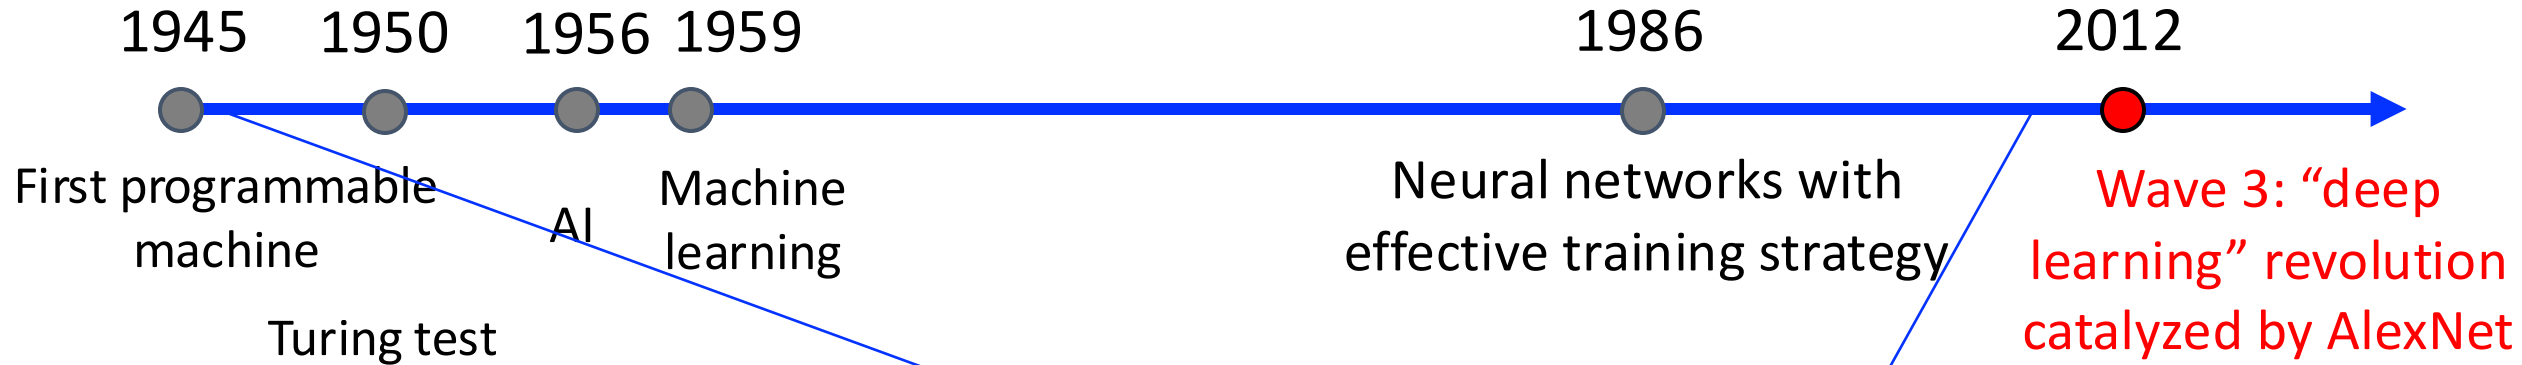 1945 1950 1956 1959 1986 2012
First programmable
machine
Turing test
AI
Machine
learning
Neural networks with
effective training strategy
Wave 3: “deep
learning” revolution
catalyzed by AlexNet